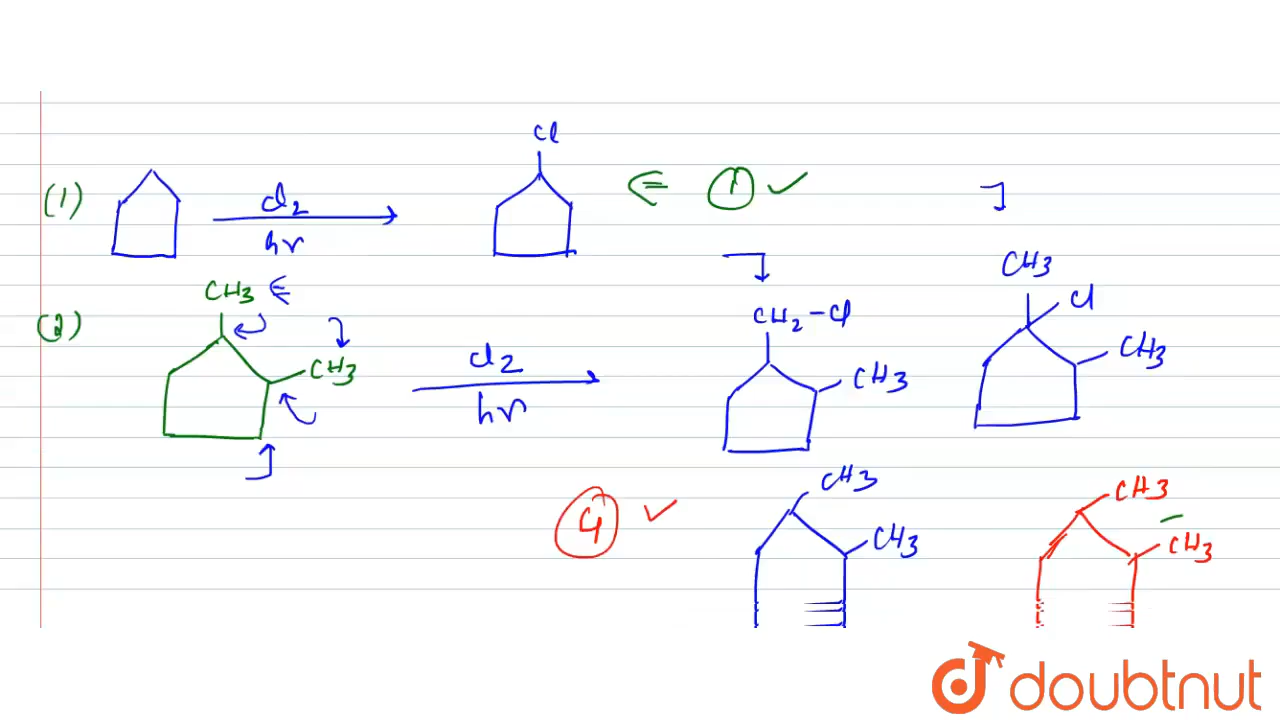 Cl
(1) Cl2 hν ⇐ 1 ✓
CH3
CH3
(2) CH3 Cl2 hν CH2-Cl CH3 Cl CH3
4 ✓ CH3 CH3
CH3 CH3
doubtnut